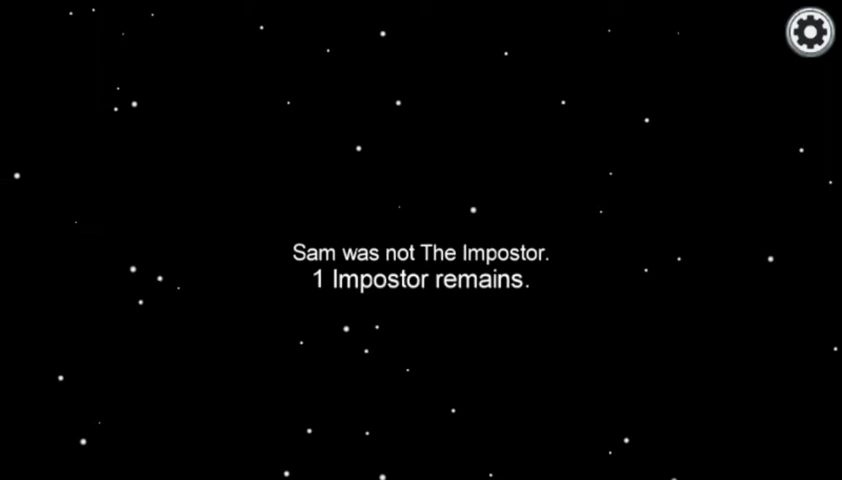 Sam was not The Impostor.
1 Impostor remains.